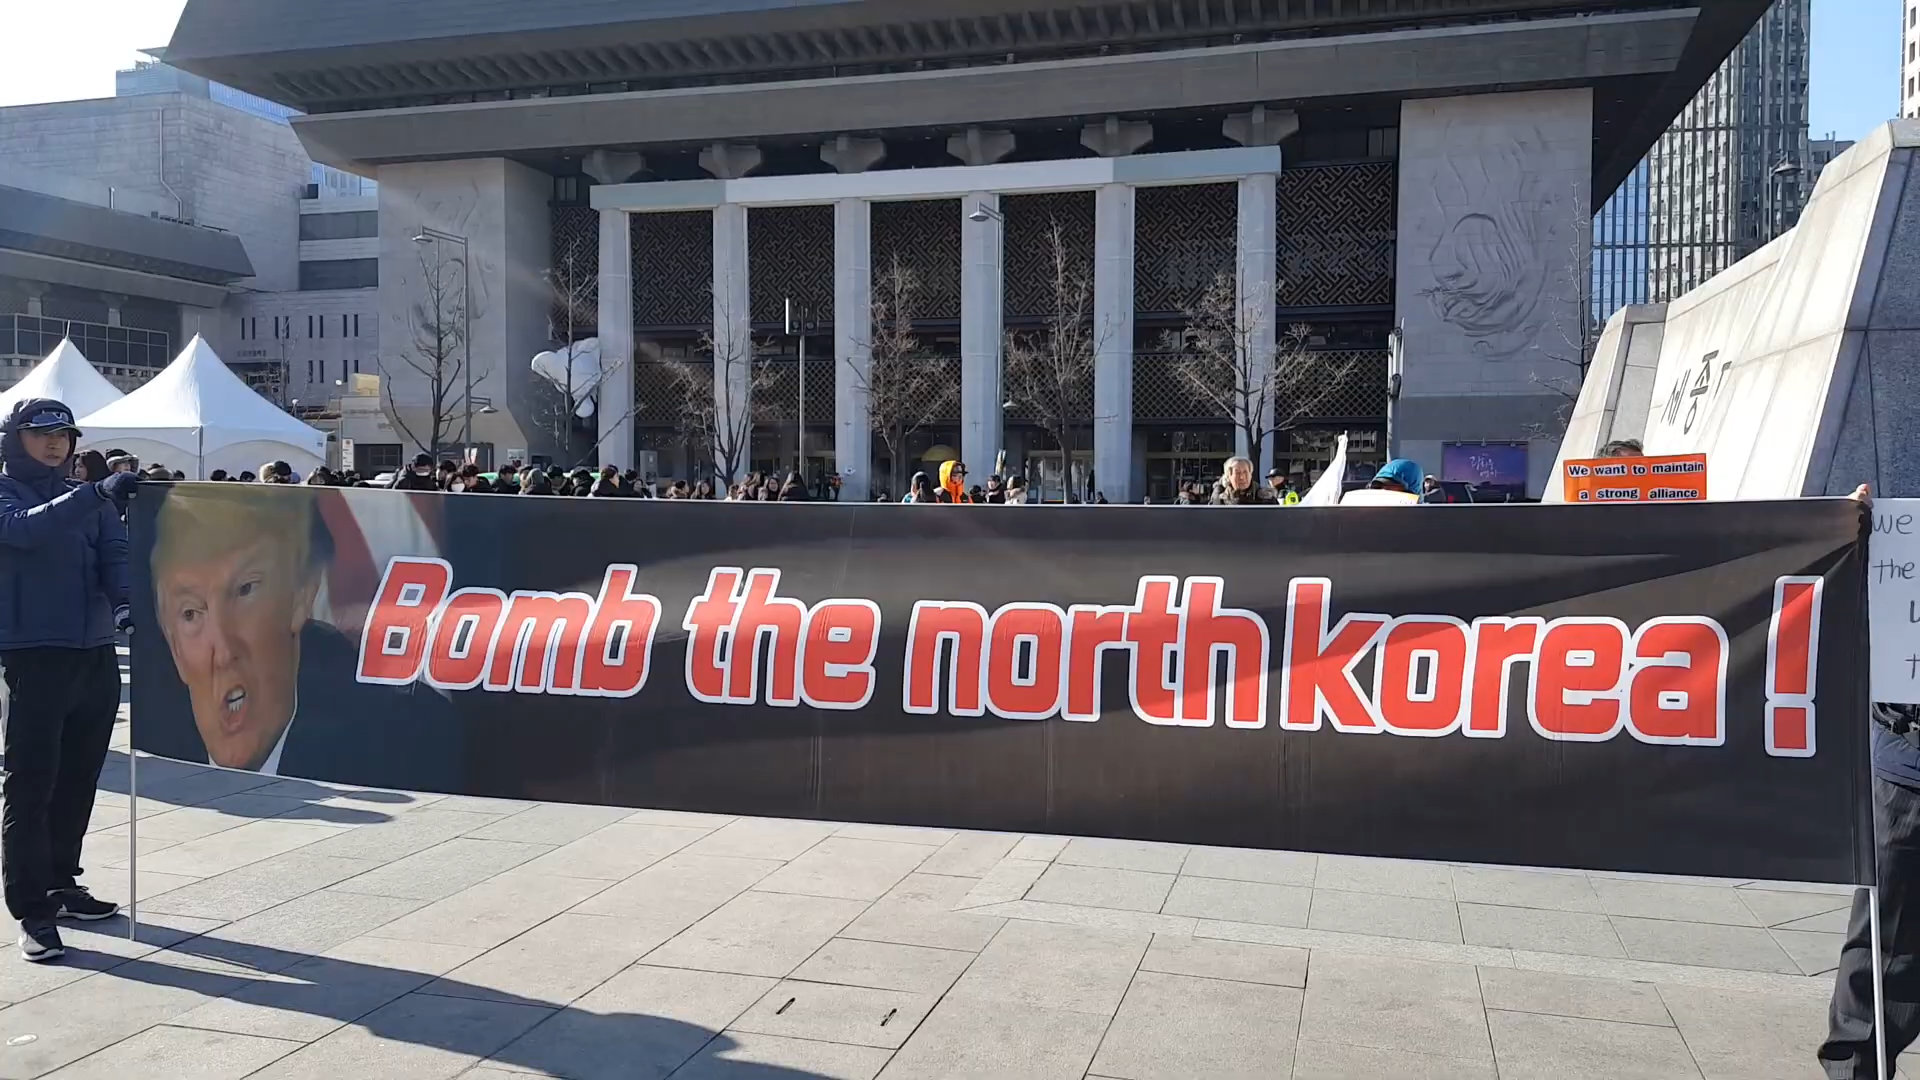 We want to maintain
a strong alliance
세종
Bomb the north korea!
we
the